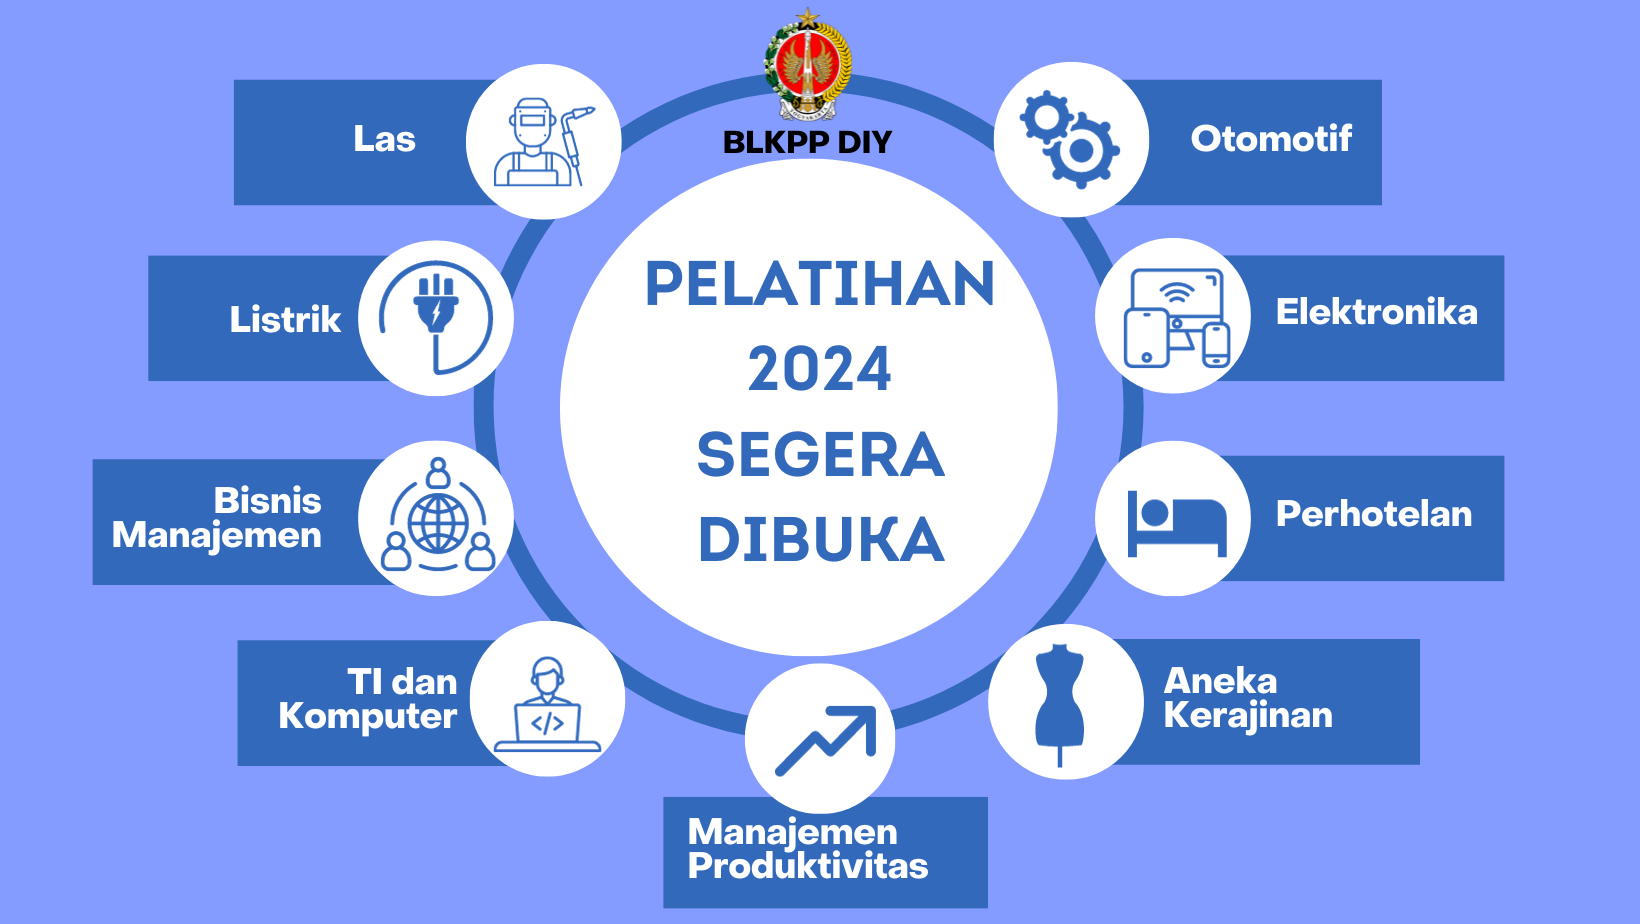 BLKPP DIY
PELATIHAN
2024
SEGERA
DIBUKA
Las
Listrik
Bisnis
Manajemen
TI dan
Komputer
Manajemen
Produktivitas
Otomotif
Elektronika
Perhotelan
Aneka
Kerajinan